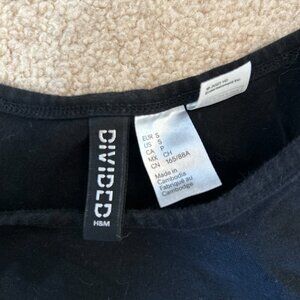 DIVIDED
H&M
EUR S
US S
CA P
MX CH
CN 165/88A
Made in
Cambodia
Fabriqué au
Cambodge